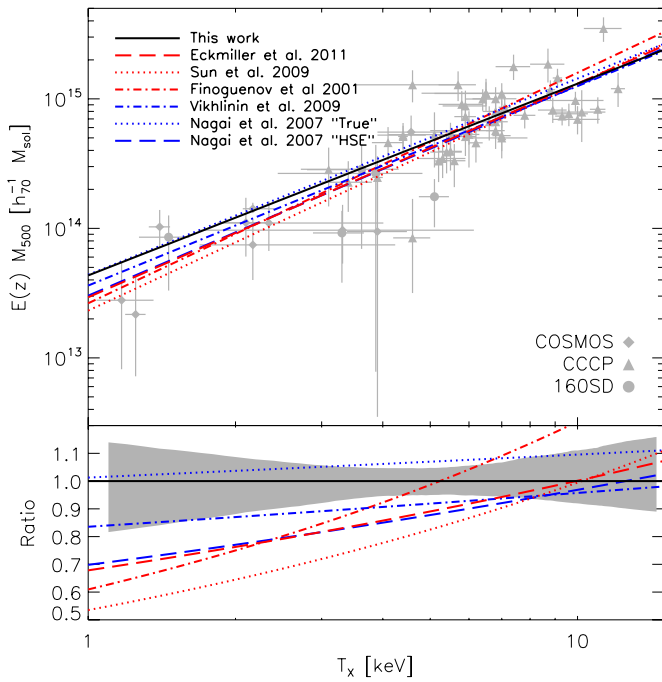 This work
Eckmiller et al. 2011
Sun et al. 2009
Finoguenov et al 2001
Vikhlinin et al. 2009
Nagai et al. 2007 "True"
Nagai et al. 2007 "HSE"
10^15
10^14
10^13
E(z) M_500 [h_70^-1 M_sol]
COSMOS
CCCP
160SD
1.1
1.0
0.9
0.8
0.7
0.6
0.5
Ratio
1
10
T_X [keV]